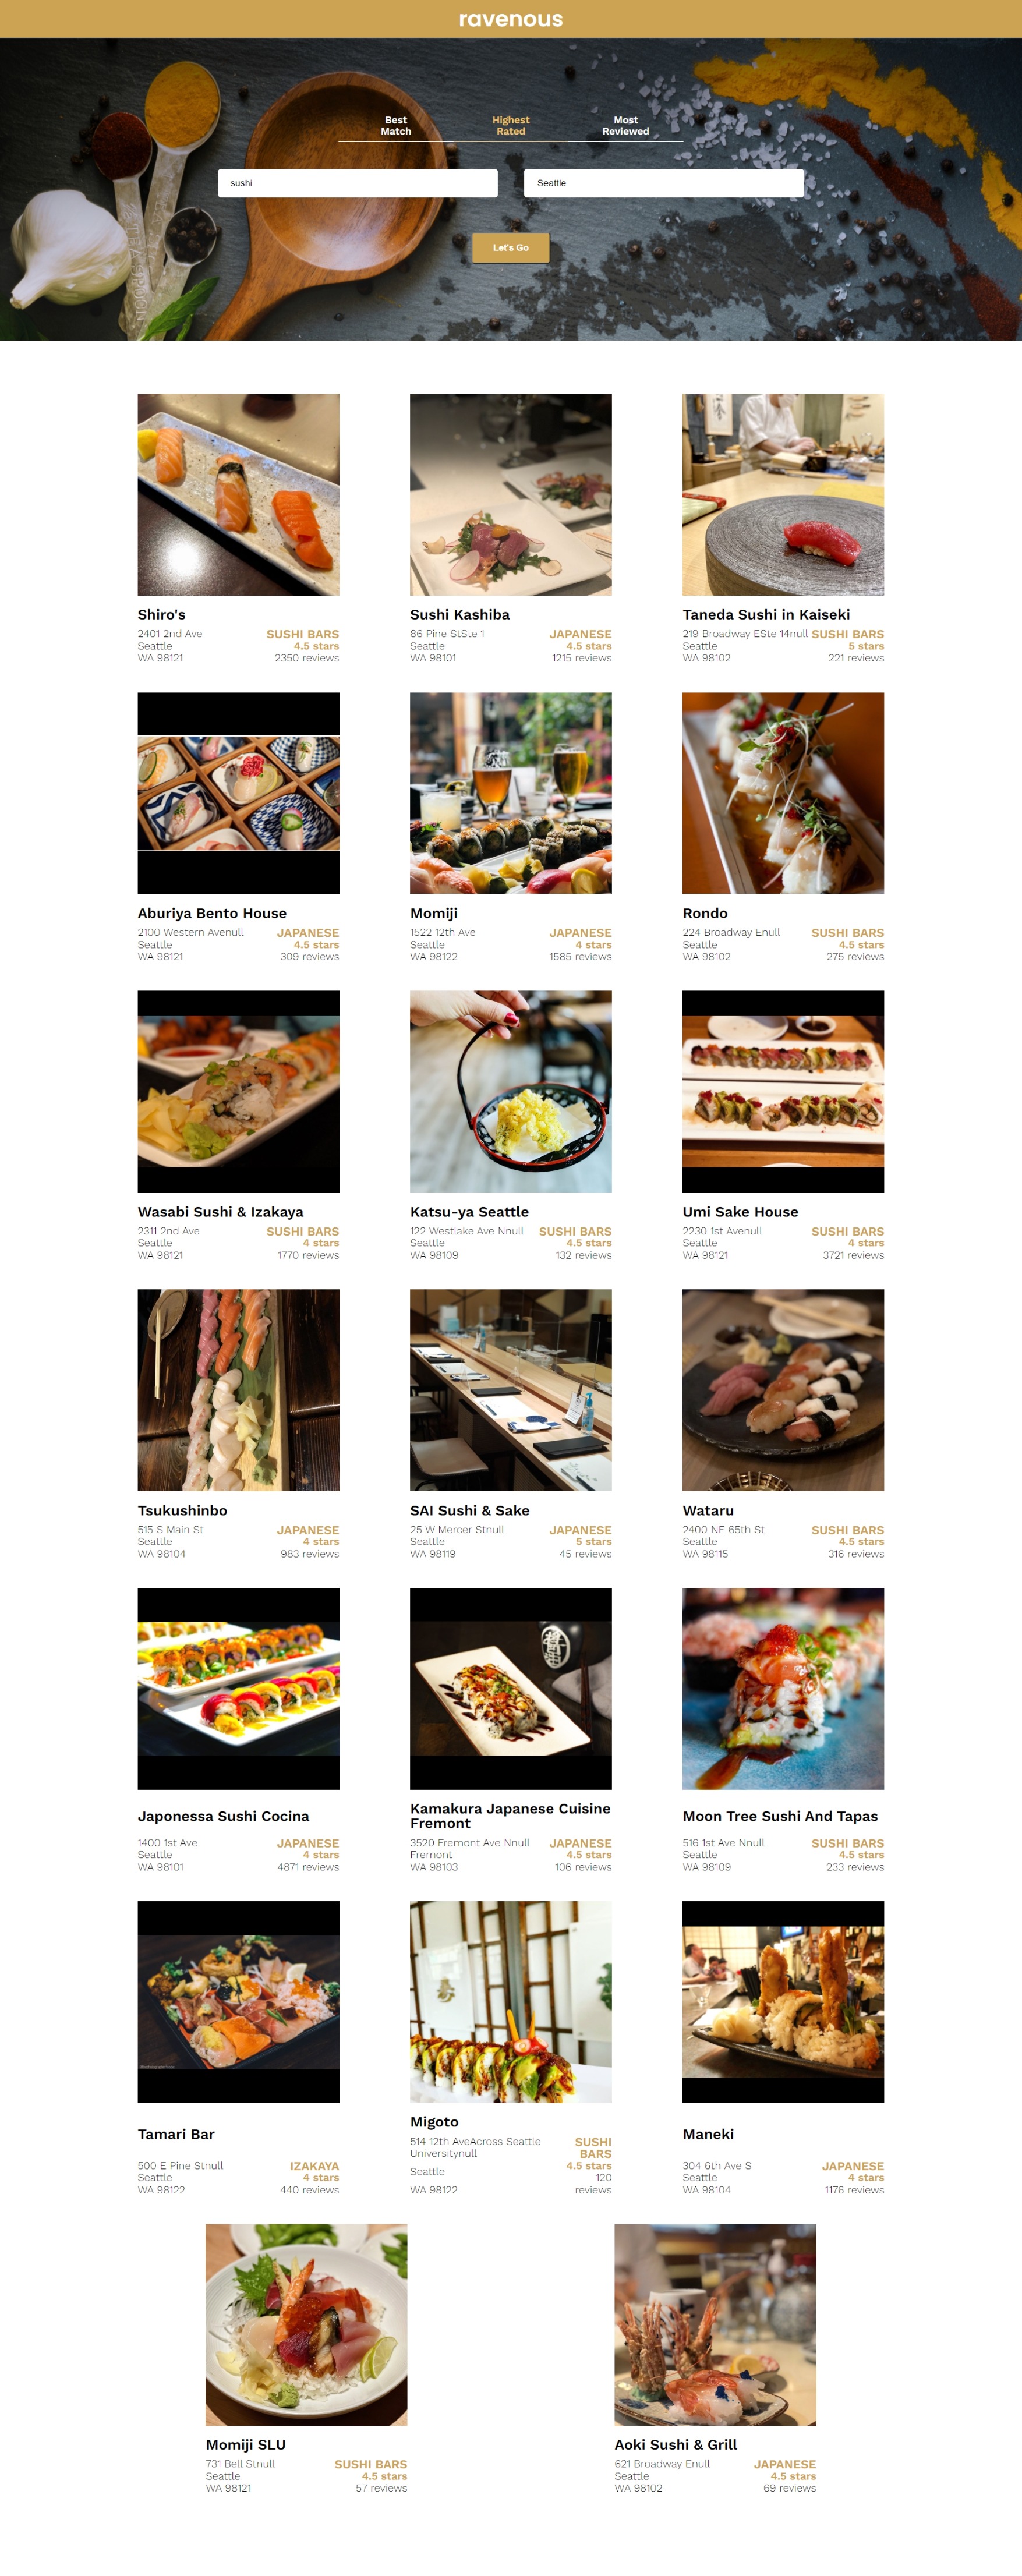 ravenous
Best
Match
Highest
Rated
Most
Reviewed
sushi
Seattle
Let's Go
Shiro's
2401 2nd Ave
Seattle
WA 98121
SUSHI BARS
4.5 stars
2350 reviews
Sushi Kashiba
86 Pine StSte 1
Seattle
WA 98101
JAPANESE
4.5 stars
1215 reviews
Taneda Sushi in Kaiseki
219 Broadway ESte 14null
Seattle
WA 98102
SUSHI BARS
5 stars
221 reviews
Aburiya Bento House
2100 Western Avenull
Seattle
WA 98121
JAPANESE
4.5 stars
309 reviews
Momiji
1522 12th Ave
Seattle
WA 98122
JAPANESE
4 stars
1585 reviews
Rondo
224 Broadway Enull
Seattle
WA 98102
SUSHI BARS
4.5 stars
275 reviews
Wasabi Sushi & Izakaya
2311 2nd Ave
Seattle
WA 98121
SUSHI BARS
4 stars
1770 reviews
Katsu-ya Seattle
122 Westlake Ave Nnull
Seattle
WA 98109
SUSHI BARS
4.5 stars
132 reviews
Umi Sake House
2230 1st Avenull
Seattle
WA 98121
SUSHI BARS
4 stars
3721 reviews
Tsukushinbo
515 S Main St
Seattle
WA 98104
JAPANESE
4 stars
983 reviews
SAI Sushi & Sake
25 W Mercer Stnull
Seattle
WA 98119
JAPANESE
5 stars
45 reviews
Wataru
2400 NE 65th St
Seattle
WA 98115
SUSHI BARS
4.5 stars
316 reviews
Japonessa Sushi Cocina
1400 1st Ave
Seattle
WA 98101
JAPANESE
4 stars
4871 reviews
Kamakura Japanese Cuisine
Fremont
3520 Fremont Ave Nnull
Fremont
WA 98103
JAPANESE
4.5 stars
106 reviews
Moon Tree Sushi And Tapas
516 1st Ave Nnull
Seattle
WA 98109
SUSHI BARS
4.5 stars
233 reviews
Tamari Bar
500 E Pine Stnull
Seattle
WA 98122
IZAKAYA
4 stars
440 reviews
Migoto
514 12th AveAcross Seattle
Universitynull
Seattle
WA 98122
SUSHI
BARS
4.5 stars
120
reviews
Maneki
304 6th Ave S
Seattle
WA 98104
JAPANESE
4 stars
1176 reviews
Momiji SLU
731 Bell Stnull
Seattle
WA 98121
SUSHI BARS
4.5 stars
57 reviews
Aoki Sushi & Grill
621 Broadway Enull
Seattle
WA 98102
JAPANESE
4.5 stars
69 reviews